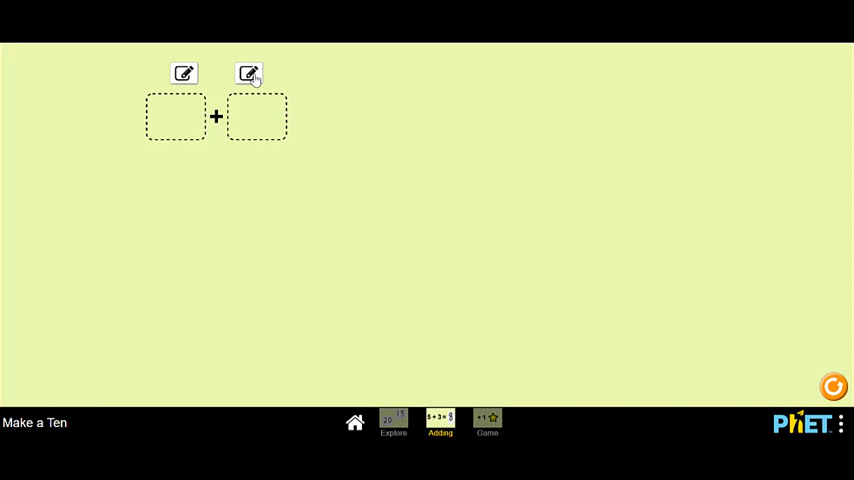 +
Make a Ten
20 15
Explore
5 + 3 = 8
Adding
+1
Game
PhET